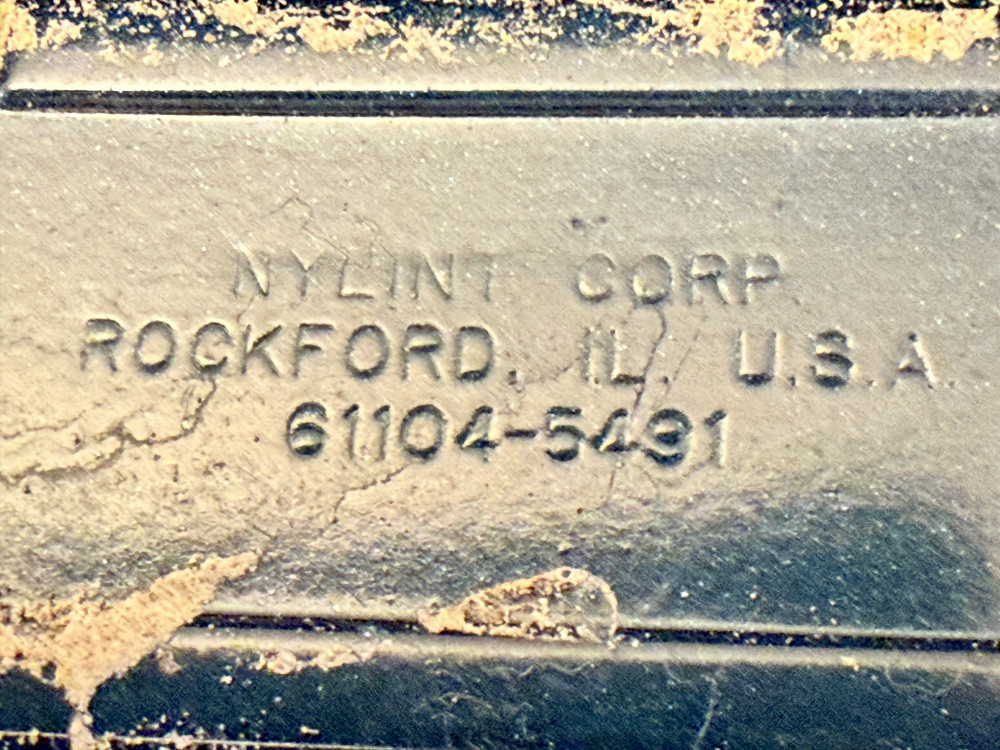 NYLINT CORP
ROCKFORD, IL. U.S.A.
61104-5491